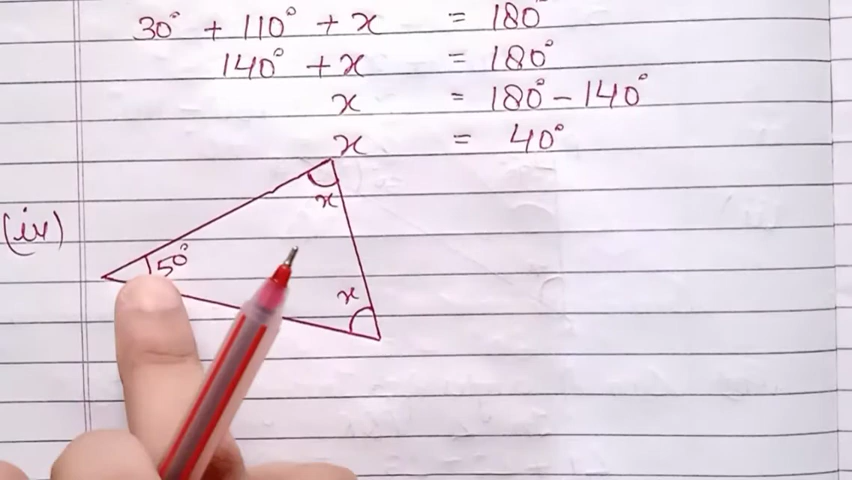 30° + 110° + x = 180°
140° + x = 180°
x = 180° - 140°
x = 40°
x
(iv)
50°
x